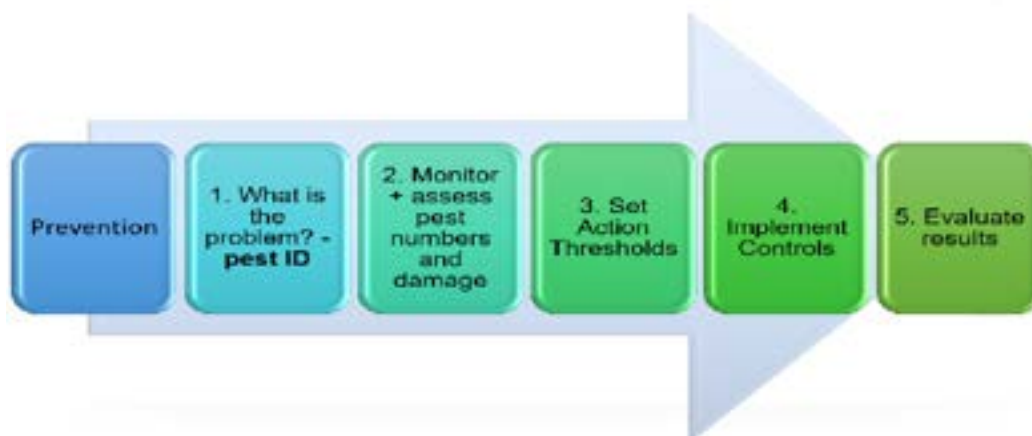 Prevention
1. What is
the
problem? -
pest ID
2. Monitor
+ assess
pest
numbers
and
damage
3. Set
Action
Thresholds
4.
Implement
Controls
5. Evaluate
results